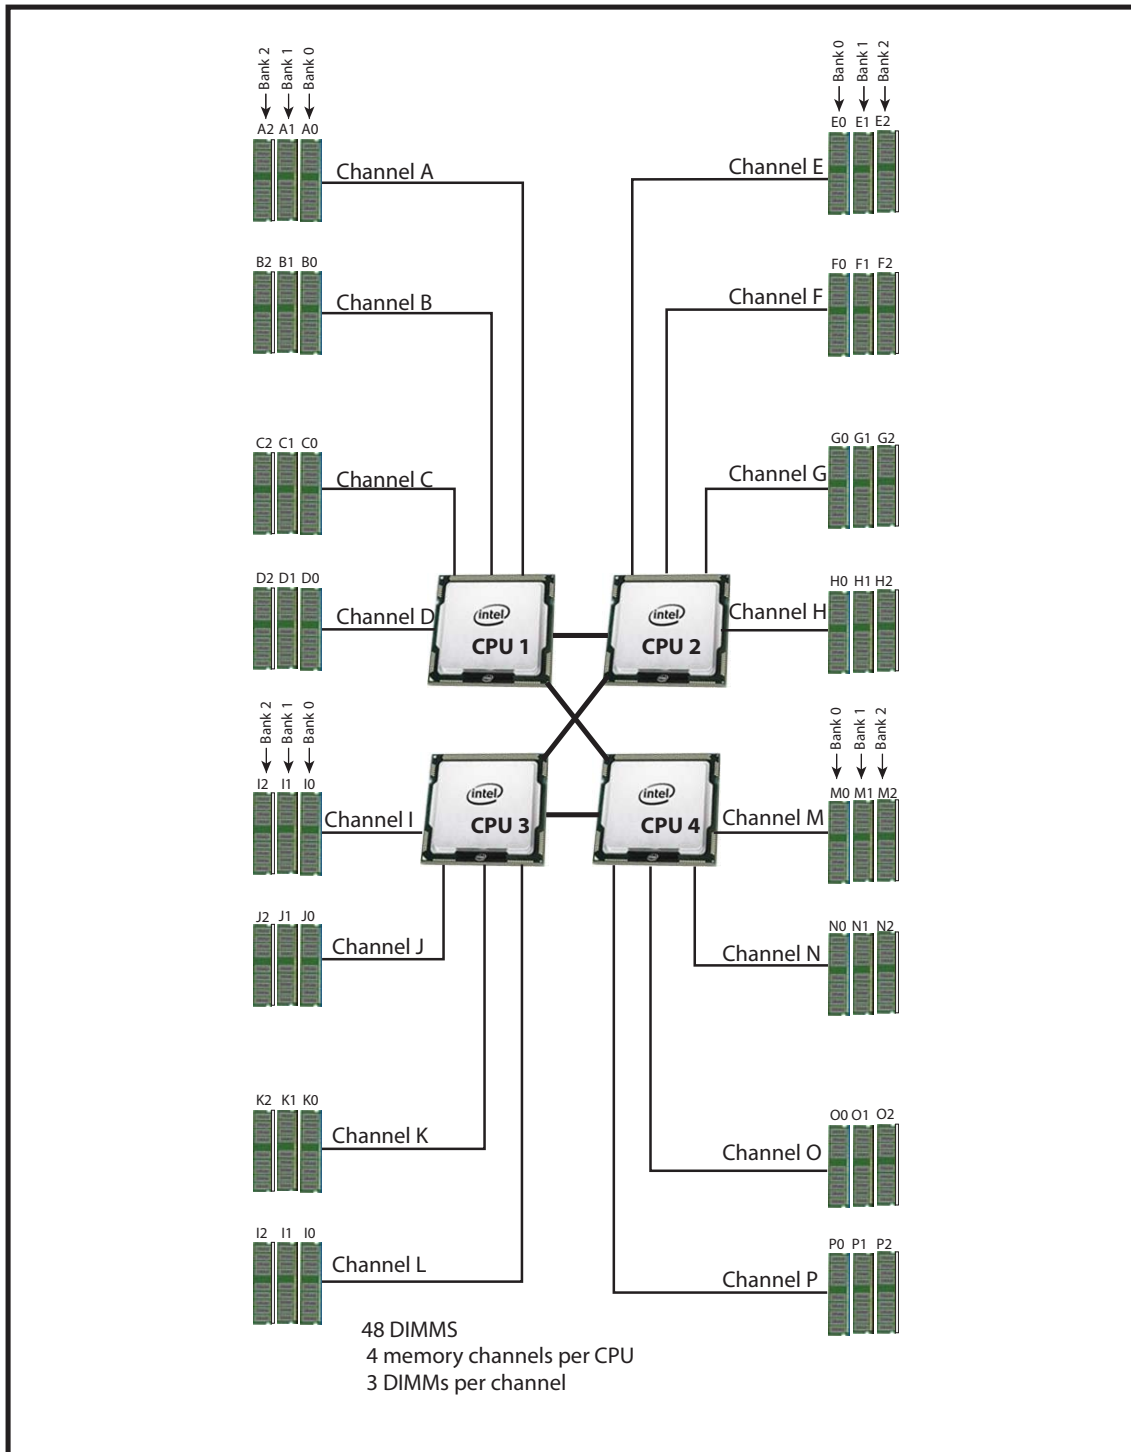 Bank 2 Bank 1 Bank 0
A2 A1 A0
Channel A
B2 B1 B0
Channel B
C2 C1 C0
Channel C
D2 D1 D0
Channel D
Bank 0 Bank 1 Bank 2
E0 E1 E2
Channel E
F0 F1 F2
Channel F
G0 G1 G2
Channel G
H0 H1 H2
Channel H
intel
CPU 1
intel
CPU 2
Bank 2 Bank 1 Bank 0
I2 I1 I0
Channel I
J2 J1 J0
Channel J
K2 K1 K0
Channel K
I2 I1 I0
Channel L
intel
CPU 3
intel
CPU 4
Bank 0 Bank 1 Bank 2
M0 M1 M2
Channel M
N0 N1 N2
Channel N
O0 O1 O2
Channel O
P0 P1 P2
Channel P
48 DIMMS
4 memory channels per CPU
3 DIMMs per channel